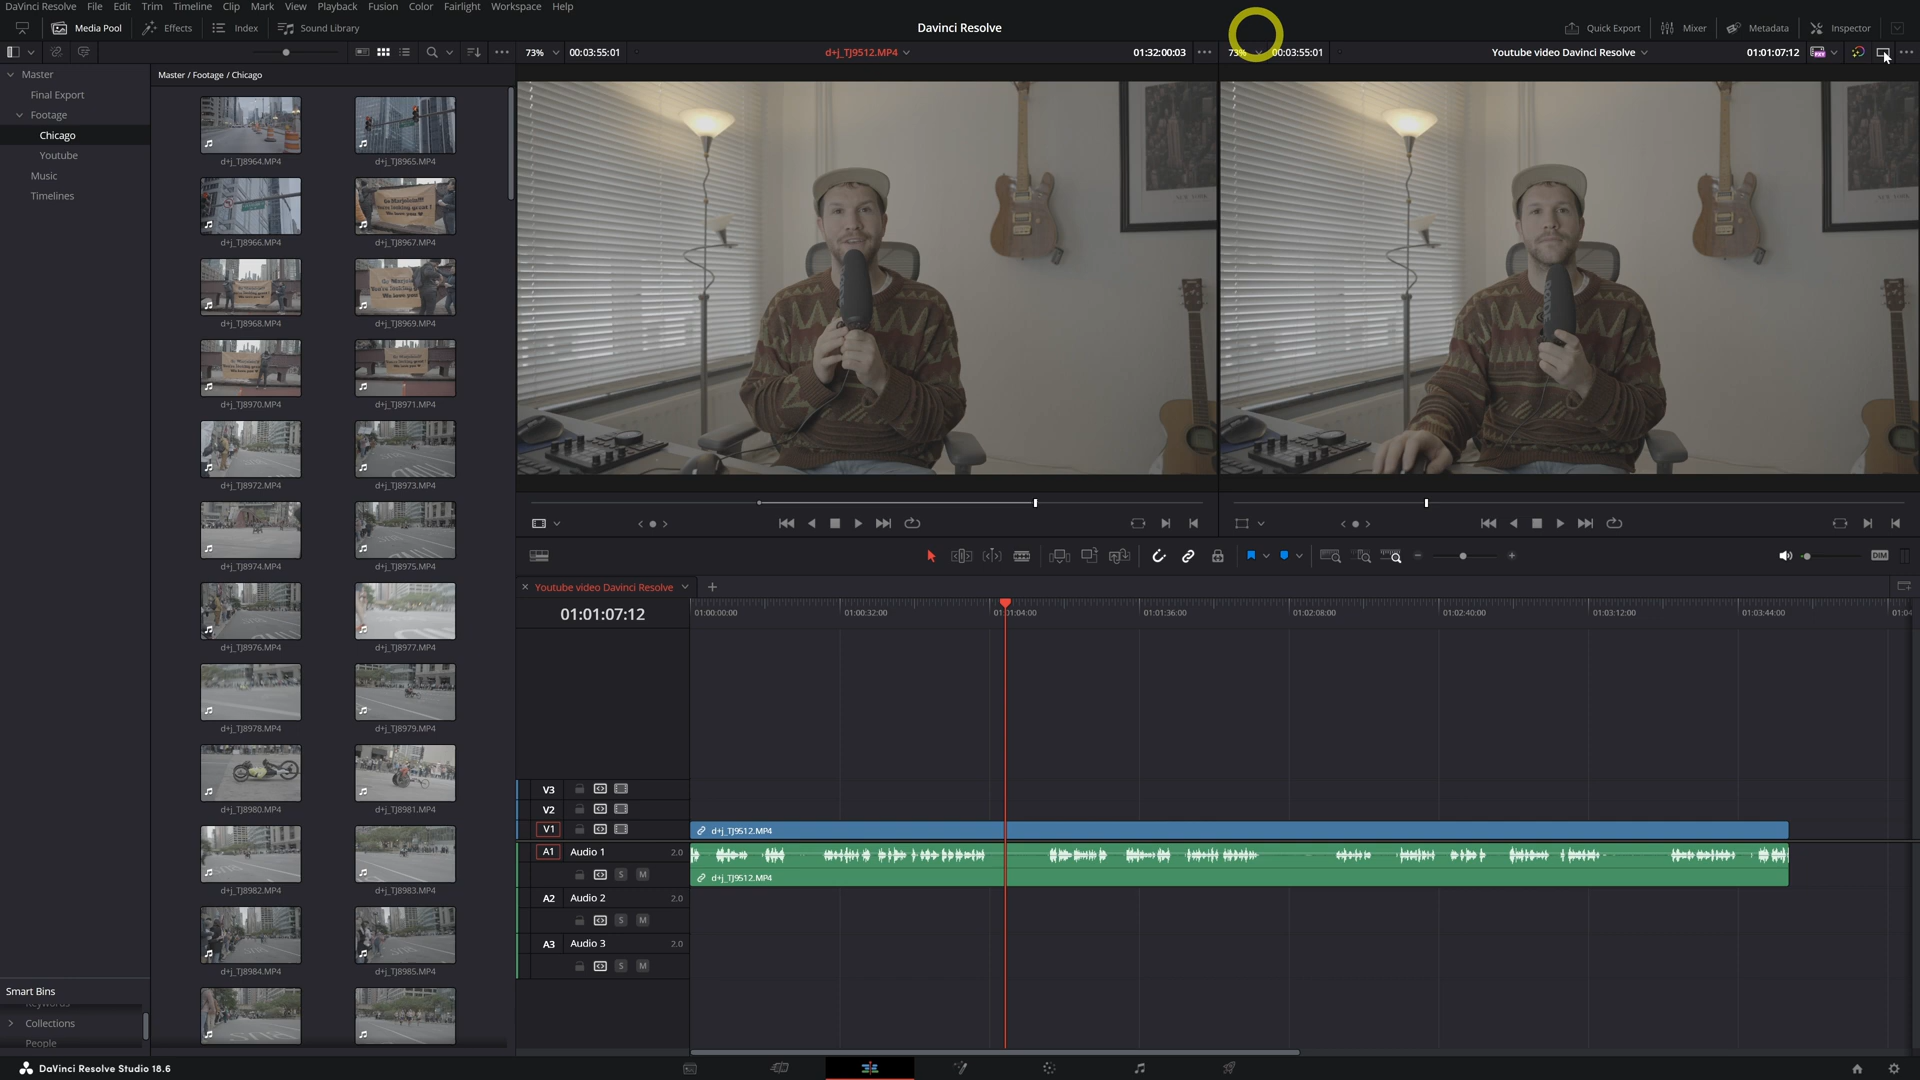 DaVinci Resolve File Edit Trim Timeline Clip Mark View Playback Fusion Color Fairlight Workspace Help
Media Pool Effects Index Sound Library Davinci Resolve Quick Export Mixer Metadata Inspector
73% 00:03:55:01 d+j_TJ9512.MP4 01:32:00:03 73% 00:03:55:01 Youtube video Davinci Resolve 01:01:07:12
Master
Final Export
Footage
Chicago
Youtube
Music
Timelines
Master / Footage / Chicago
d+j_TJ8964.MP4 d+j_TJ8965.MP4
d+j_TJ8966.MP4 d+j_TJ8967.MP4
d+j_TJ8968.MP4 d+j_TJ8969.MP4
d+j_TJ8970.MP4 d+j_TJ8971.MP4
d+j_TJ8972.MP4 d+j_TJ8973.MP4
d+j_TJ8974.MP4 d+j_TJ8975.MP4
d+j_TJ8976.MP4 d+j_TJ8977.MP4
d+j_TJ8978.MP4 d+j_TJ8979.MP4
d+j_TJ8980.MP4 d+j_TJ8981.MP4
d+j_TJ8982.MP4 d+j_TJ8983.MP4
d+j_TJ8984.MP4 d+j_TJ8985.MP4
NEW YORK
DIM
Youtube video Davinci Resolve
01:01:07:12
01:00:00:00 01:00:32:00 01:01:04:00 01:01:36:00 01:02:08:00 01:02:40:00 01:03:12:00 01:03:44:00 01:04
V3
V2
V1 d+j_TJ9512.MP4
A1 Audio 1 2.0
S M d+j_TJ9512.MP4
A2 Audio 2 2.0
S M
A3 Audio 3 2.0
S M
Smart Bins
Keywords
Collections
People
DaVinci Resolve Studio 18.6